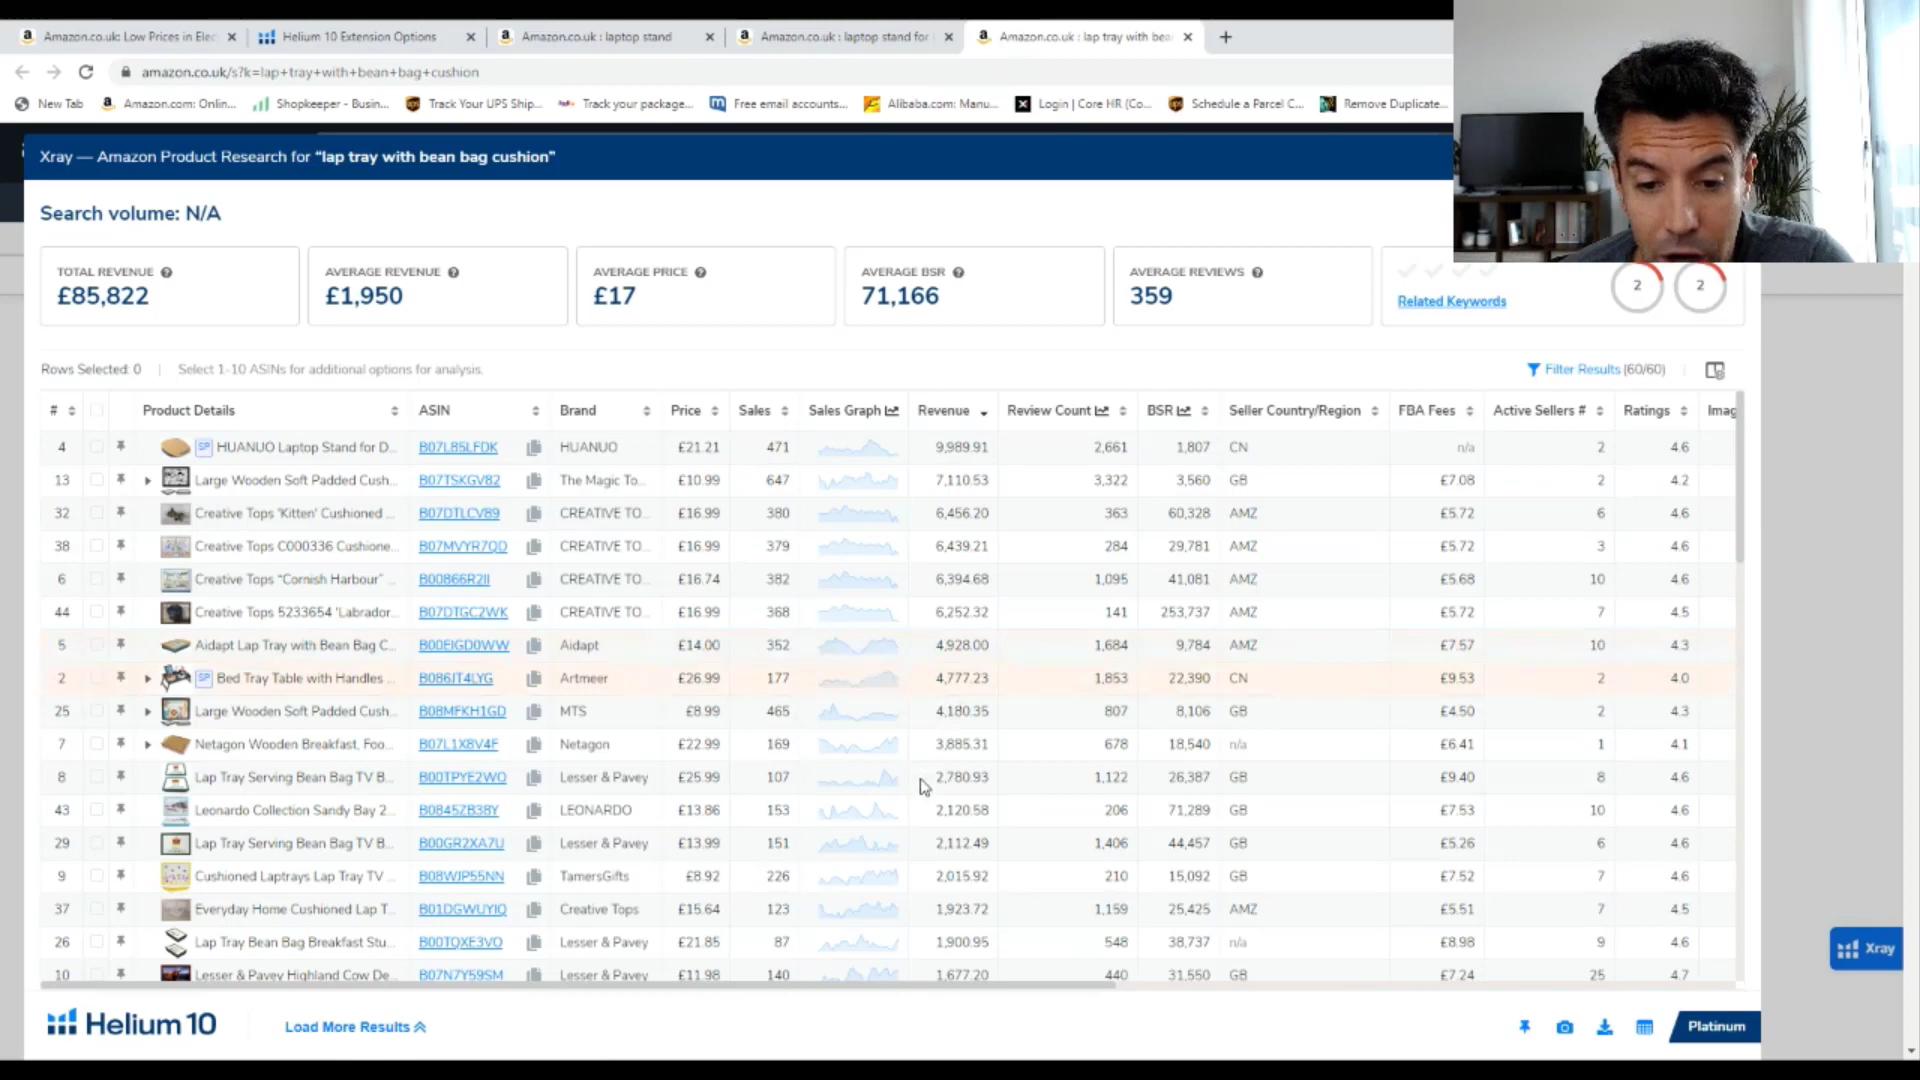 Amazon.co.uk: Low Prices in Elec
Helium 10 Extension Options
Amazon.co.uk : laptop stand
Amazon.co.uk : laptop stand for
Amazon.co.uk : lap tray with bea
amazon.co.uk/s?k=lap+tray+with+bean+bag+cushion
New Tab
Amazon.com: Onlin...
Shopkeeper - Busin...
Track Your UPS Ship...
Track your package...
Free email accounts...
Alibaba.com: Manu...
Login | Core HR (Co...
Schedule a Parcel C...
Remove Duplicate...
Xray — Amazon Product Research for “lap tray with bean bag cushion”
Search volume: N/A
TOTAL REVENUE
£85,822
AVERAGE REVENUE
£1,950
AVERAGE PRICE
£17
AVERAGE BSR
71,166
AVERAGE REVIEWS
359
Related Keywords
2
2
Rows Selected: 0 | Select 1-10 ASINs for additional options for analysis.
Filter Results (60/60)
# Product Details ASIN Brand Price Sales Sales Graph Revenue Review Count BSR Seller Country/Region FBA Fees Active Sellers # Ratings Imag
4 SP HUANUO Laptop Stand for D... B07L85LFDK HUANUO £21.21 471 9,989.91 2,661 1,807 CN n/a 2 4.6
13 Large Wooden Soft Padded Cush... B07TSKGV82 The Magic To... £10.99 647 7,110.53 3,322 3,560 GB £7.08 2 4.2
32 Creative Tops 'Kitten' Cushioned ... B07DTLCV89 CREATIVE TO... £16.99 380 6,456.20 363 60,328 AMZ £5.72 6 4.6
38 Creative Tops C000336 Cushione... B07MVYR7QD CREATIVE TO... £16.99 379 6,439.21 284 29,781 AMZ £5.72 3 4.6
6 Creative Tops “Cornish Harbour” ... B00866R2II CREATIVE TO... £16.74 382 6,394.68 1,095 41,081 AMZ £5.68 10 4.6
44 Creative Tops 5233654 'Labrador... B07DTGC2WK CREATIVE TO... £16.99 368 6,252.32 141 253,737 AMZ £5.72 7 4.5
5 Aidapt Lap Tray with Bean Bag C... B00EIGD0WW Aidapt £14.00 352 4,928.00 1,684 9,784 AMZ £7.57 10 4.3
2 SP Bed Tray Table with Handles ... B086JT4LYG Artmeer £26.99 177 4,777.23 1,853 22,390 CN £9.53 2 4.0
25 Large Wooden Soft Padded Cush... B08MFKH1GD MTS £8.99 465 4,180.35 807 8,106 GB £4.50 2 4.3
7 Netagon Wooden Breakfast, Foo... B07L1X8V4F Netagon £22.99 169 3,885.31 678 18,540 n/a £6.41 1 4.1
8 Lap Tray Serving Bean Bag TV B... B00TPYE2WO Lesser & Pavey £25.99 107 2,780.93 1,122 26,387 GB £9.40 8 4.6
43 Leonardo Collection Sandy Bay 2... B0845ZB38Y LEONARDO £13.86 153 2,120.58 206 71,289 GB £7.53 10 4.6
29 Lap Tray Serving Bean Bag TV B... B00GR2XA7U Lesser & Pavey £13.99 151 2,112.49 1,406 44,457 GB £5.26 6 4.6
9 Cushioned Laptrays Lap Tray TV ... B08WJP55NN TamersGifts £8.92 226 2,015.92 210 15,092 GB £7.52 7 4.6
37 Everyday Home Cushioned Lap T... B01DGWUYIQ Creative Tops £15.64 123 1,923.72 1,159 25,425 AMZ £5.51 7 4.5
26 Lap Tray Bean Bag Breakfast Stu... B00TQXE3VO Lesser & Pavey £21.85 87 1,900.95 548 38,737 n/a £8.98 9 4.6
10 Lesser & Pavey Highland Cow De... B07N7Y59SM Lesser & Pavey £11.98 140 1,677.20 440 31,550 GB £7.24 25 4.7
Xray
Helium 10
Load More Results
Platinum